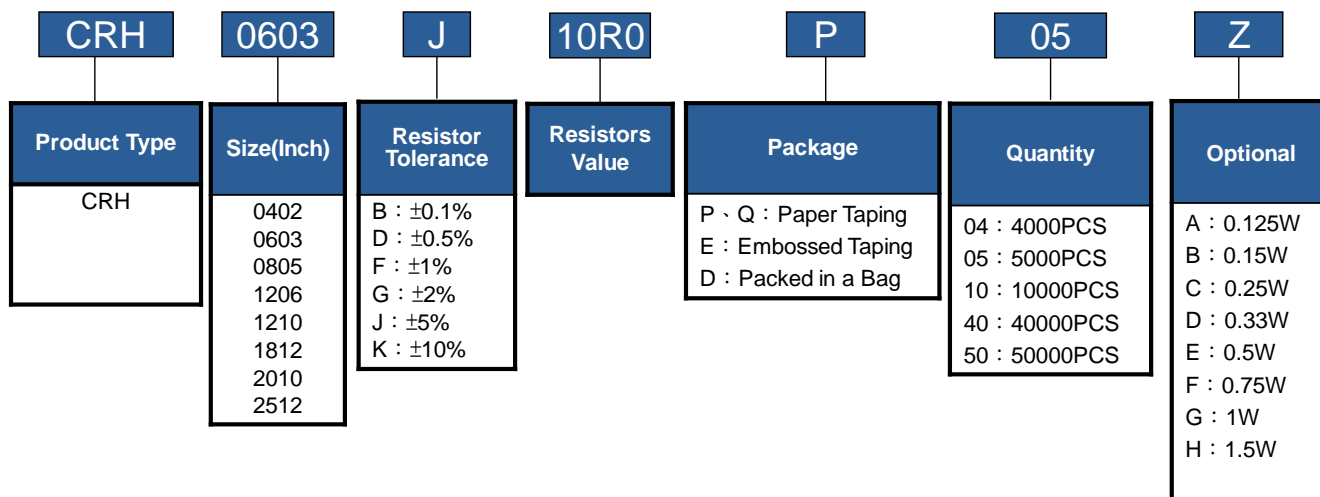 CRH 0603 J 10R0 P 05 Z
Product Type
CRH
Size(Inch)
0402
0603
0805
1206
1210
1812
2010
2512
Resistor
Tolerance
B：±0.1%
D：±0.5%
F：±1%
G：±2%
J：±5%
K：±10%
Resistors
Value
Package
P、Q：Paper Taping
E：Embossed Taping
D：Packed in a Bag
Quantity
04：4000PCS
05：5000PCS
10：10000PCS
40：40000PCS
50：50000PCS
Optional
A：0.125W
B：0.15W
C：0.25W
D：0.33W
E：0.5W
F：0.75W
G：1W
H：1.5W